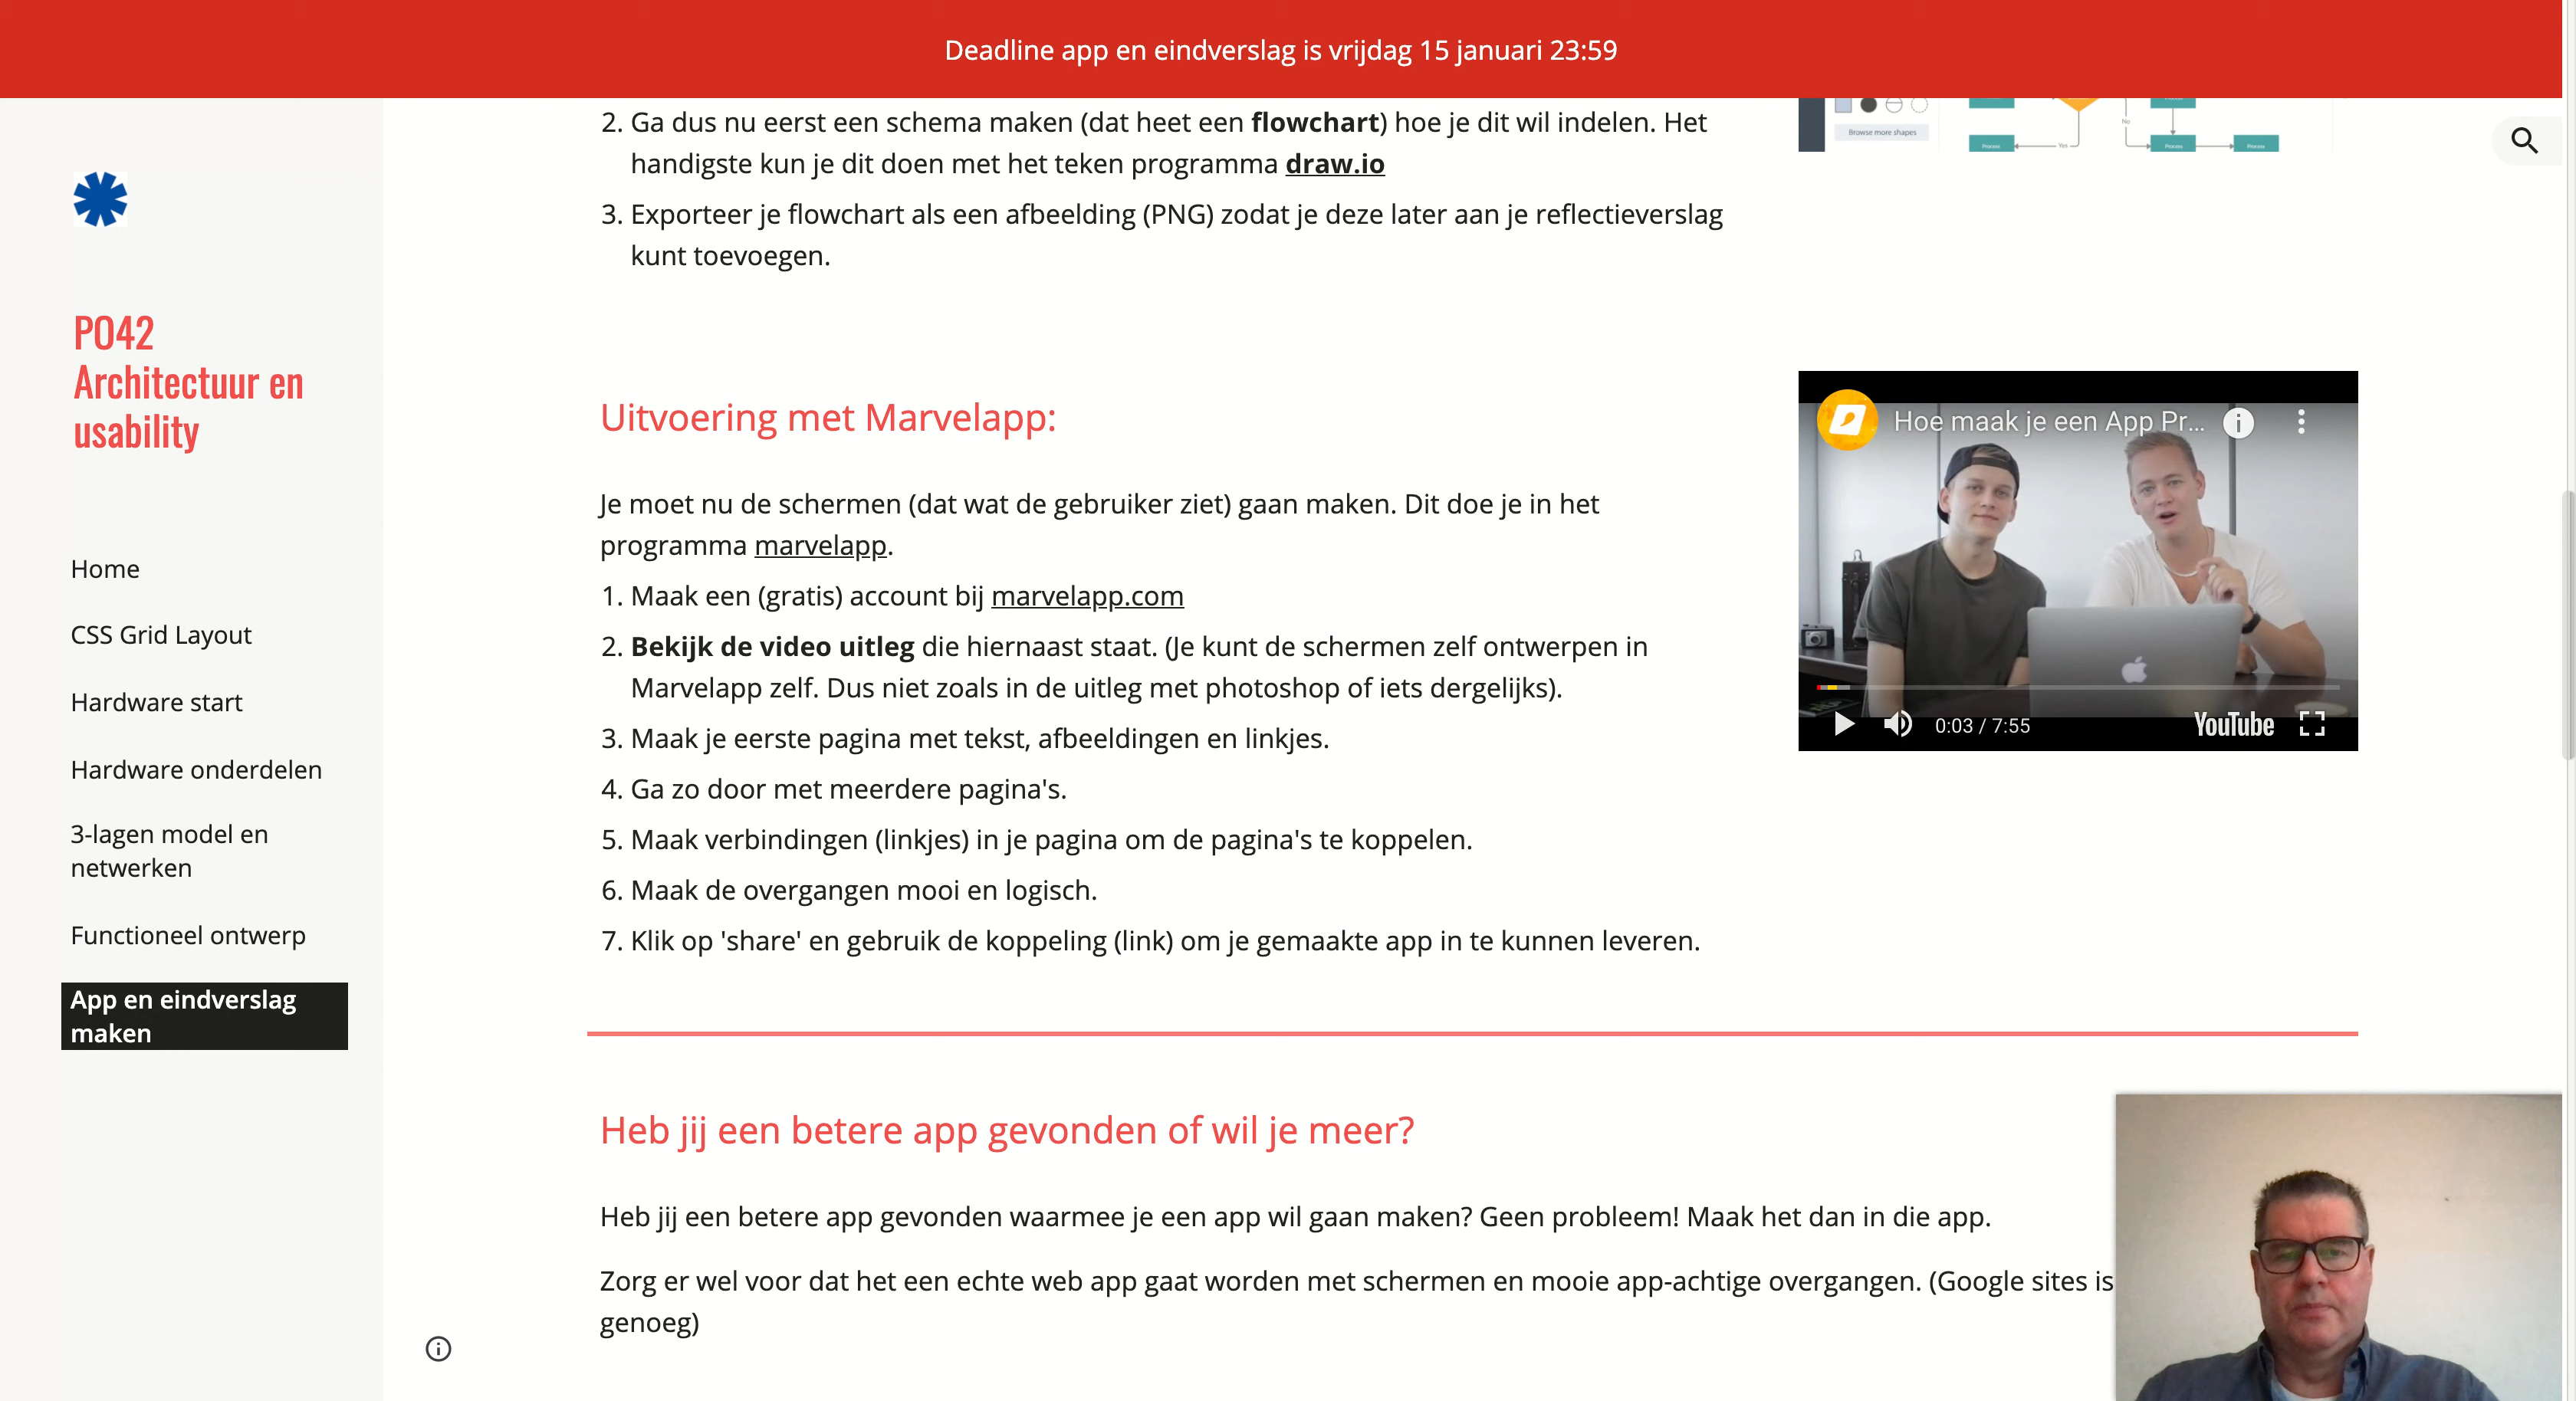 Deadline app en eindverslag is vrijdag 15 januari 23:59
PO42
Architectuur en
usability
Home
CSS Grid Layout
Hardware start
Hardware onderdelen
3-lagen model en
netwerken
Functioneel ontwerp
App en eindverslag
maken
2. Ga dus nu eerst een schema maken (dat heet een flowchart) hoe je dit wil indelen. Het
handigste kun je dit doen met het teken programma draw.io
3. Exporteer je flowchart als een afbeelding (PNG) zodat je deze later aan je reflectieverslag
kunt toevoegen.
Browse more shapes
No
Process
Yes
Process
Process
Uitvoering met Marvelapp:
Je moet nu de schermen (dat wat de gebruiker ziet) gaan maken. Dit doe je in het
programma marvelapp.
1. Maak een (gratis) account bij marvelapp.com
2. Bekijk de video uitleg die hiernaast staat. (Je kunt de schermen zelf ontwerpen in
Marvelapp zelf. Dus niet zoals in de uitleg met photoshop of iets dergelijks).
3. Maak je eerste pagina met tekst, afbeeldingen en linkjes.
4. Ga zo door met meerdere pagina's.
5. Maak verbindingen (linkjes) in je pagina om de pagina's te koppelen.
6. Maak de overgangen mooi en logisch.
7. Klik op 'share' en gebruik de koppeling (link) om je gemaakte app in te kunnen leveren.
Hoe maak je een App Pr...
0:03 / 7:55
YouTube
Heb jij een betere app gevonden of wil je meer?
Heb jij een betere app gevonden waarmee je een app wil gaan maken? Geen probleem! Maak het dan in die app.
Zorg er wel voor dat het een echte web app gaat worden met schermen en mooie app-achtige overgangen. (Google sites is
genoeg)